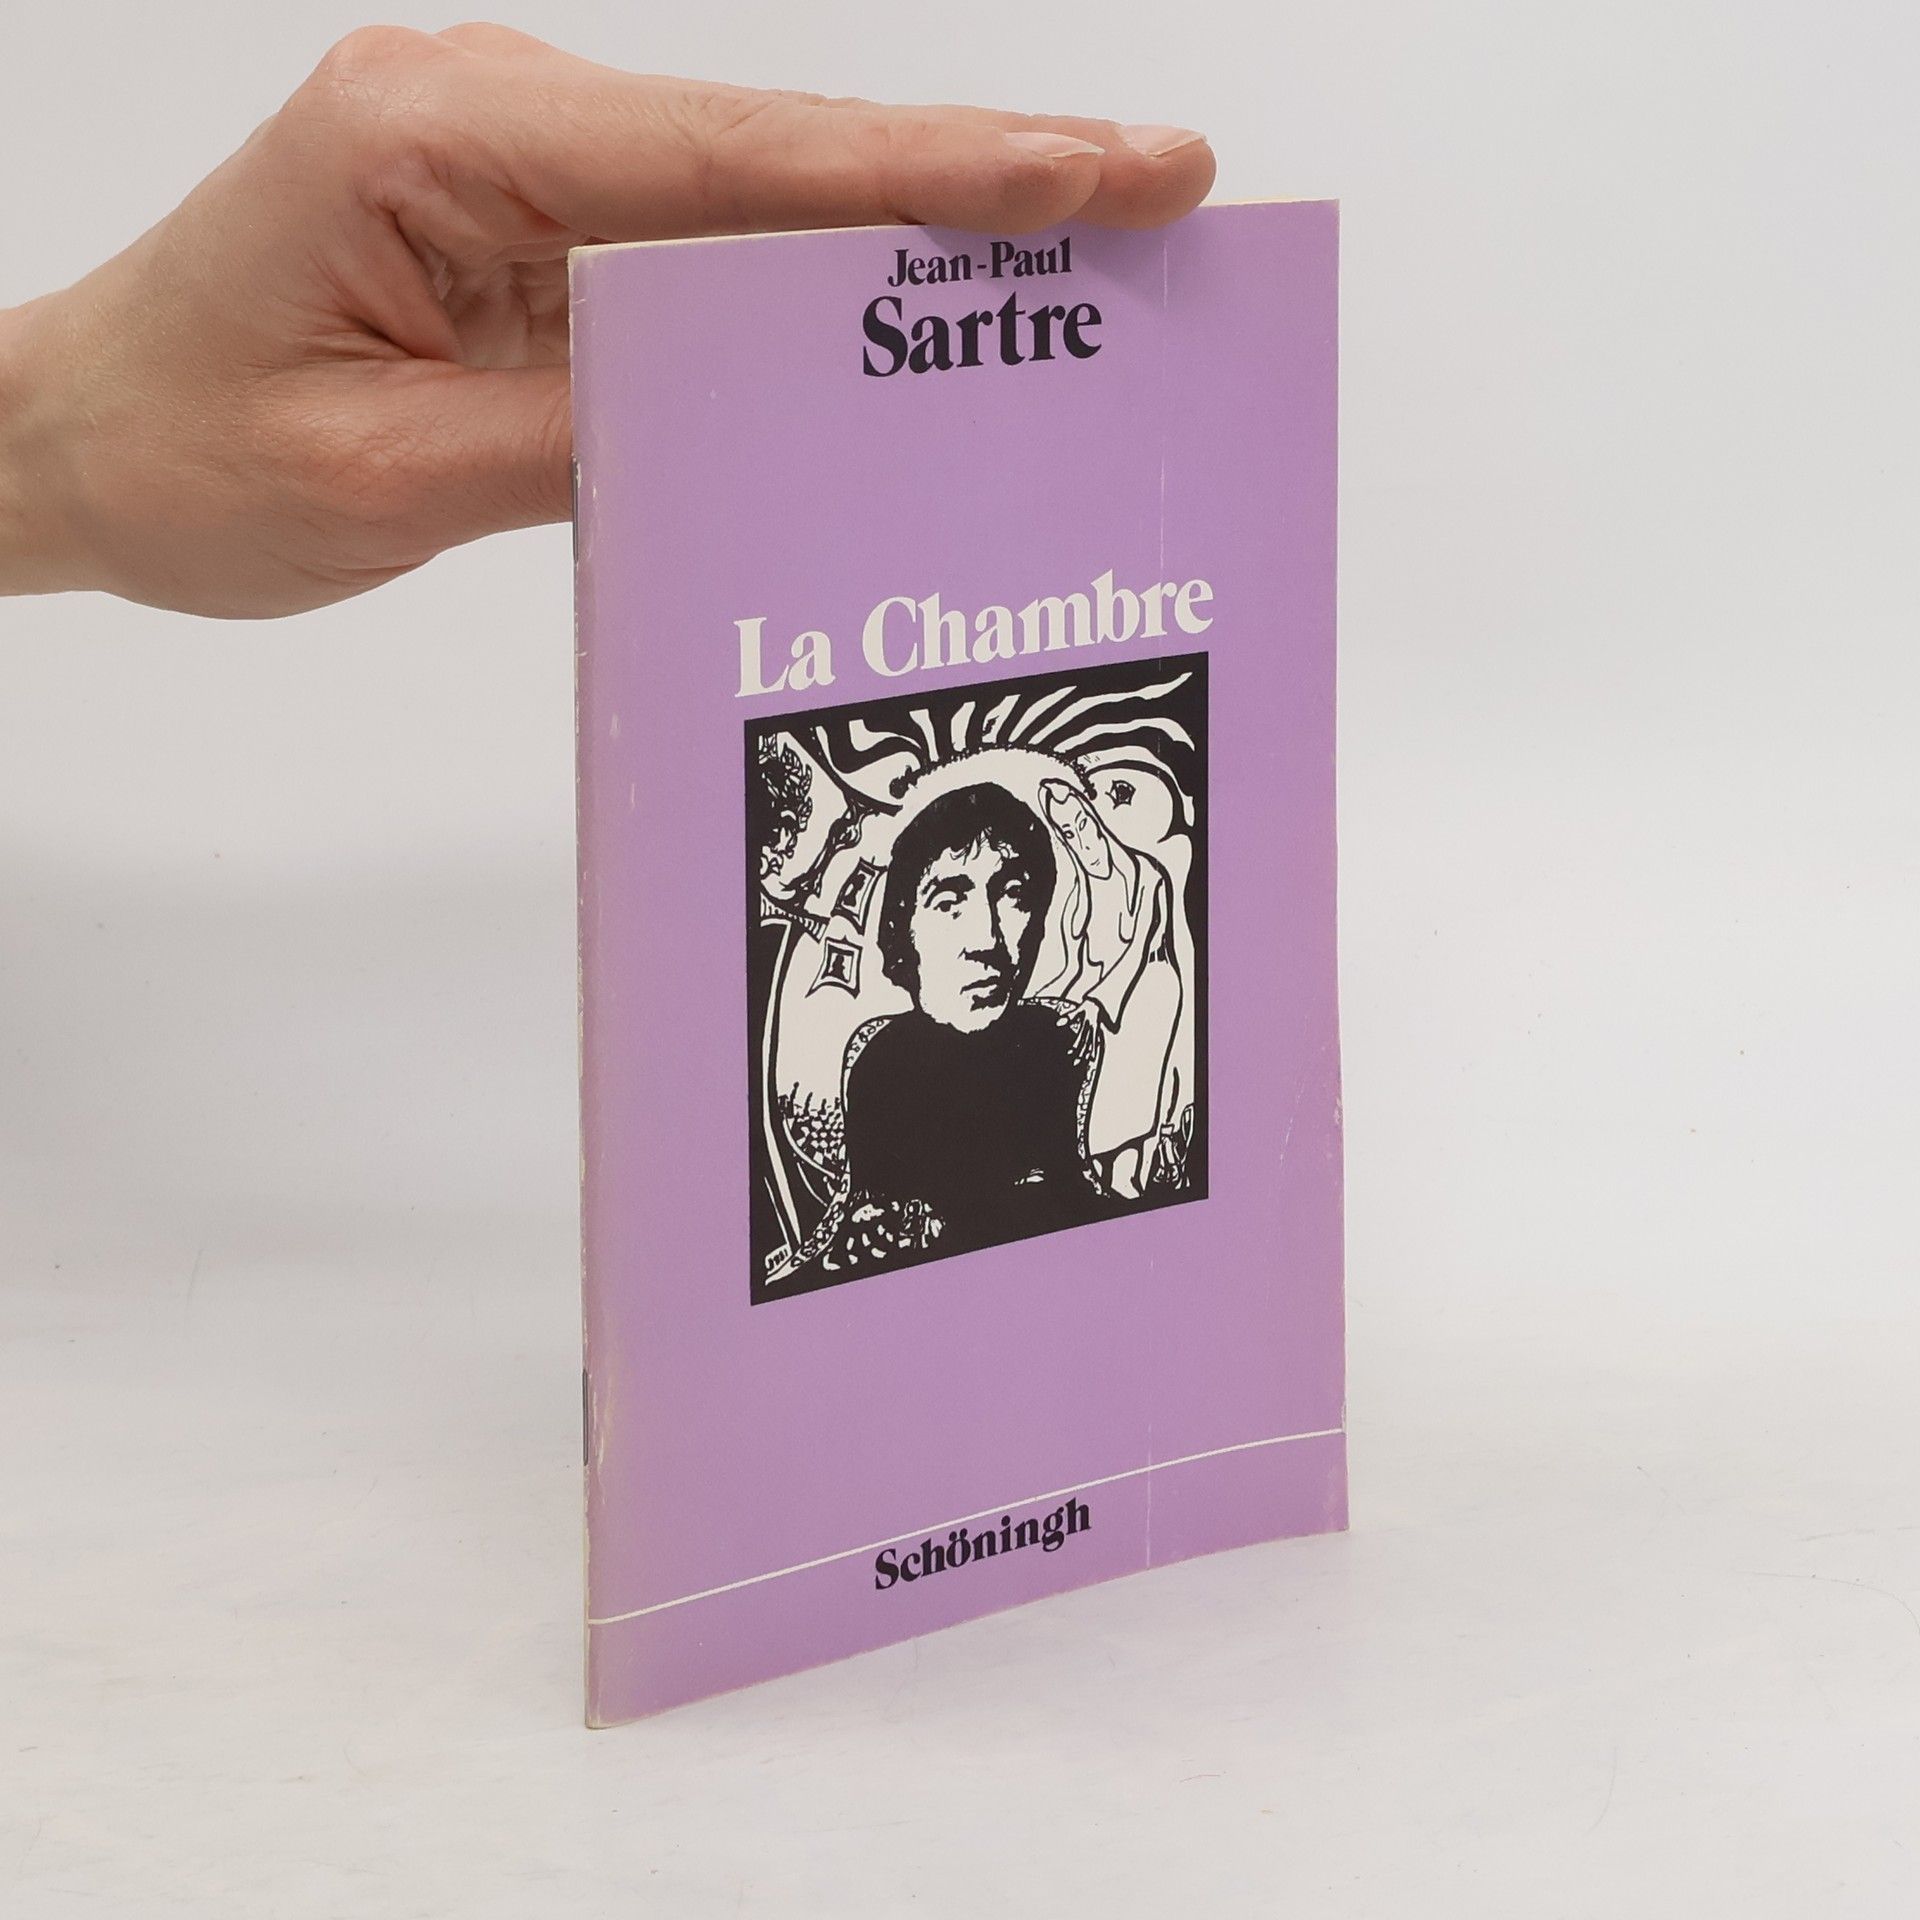 Jean-Paul
Sartre
La Chambre
Schöningh